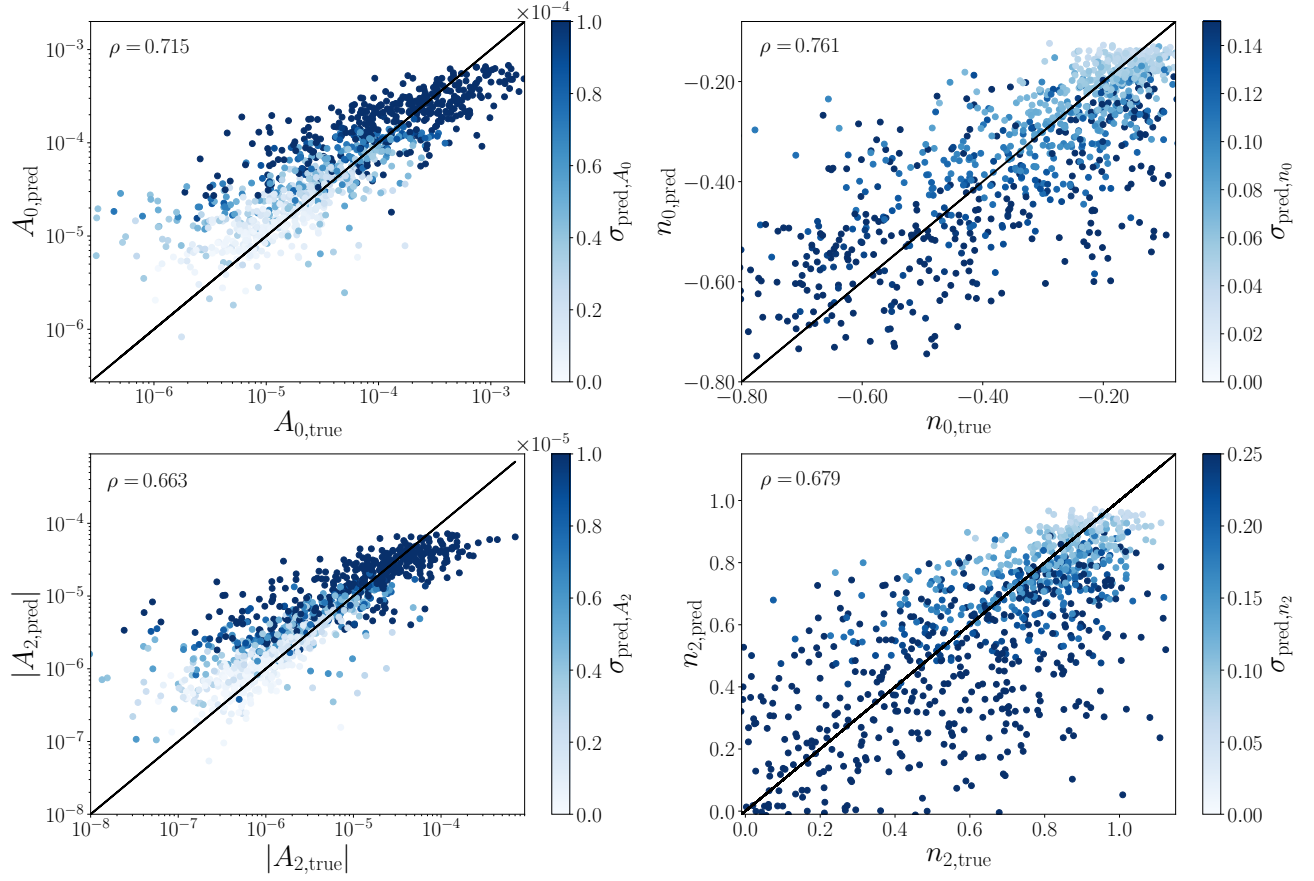 ×10⁻⁴
ρ = 0.715
10⁻³
10⁻⁴
10⁻⁵
10⁻⁶
A₀,pred
10⁻⁶ 10⁻⁵ 10⁻⁴ 10⁻³
A₀,true
1.0
0.8
0.6
0.4
0.2
0.0
σpred,A₀
ρ = 0.761
−0.20
−0.40
−0.60
−0.80
n₀,pred
−0.80 −0.60 −0.40 −0.20
n₀,true
0.14
0.12
0.10
0.08
0.06
0.04
0.02
0.00
σpred,n₀
×10⁻⁵
ρ = 0.663
10⁻⁴
10⁻⁵
10⁻⁶
10⁻⁷
10⁻⁸
|A₂,pred|
10⁻⁸ 10⁻⁷ 10⁻⁶ 10⁻⁵ 10⁻⁴
|A₂,true|
1.0
0.8
0.6
0.4
0.2
0.0
σpred,A₂
ρ = 0.679
1.0
0.8
0.6
0.4
0.2
0.0
n₂,pred
0.0 0.2 0.4 0.6 0.8 1.0
n₂,true
0.25
0.20
0.15
0.10
0.05
0.00
σpred,n₂